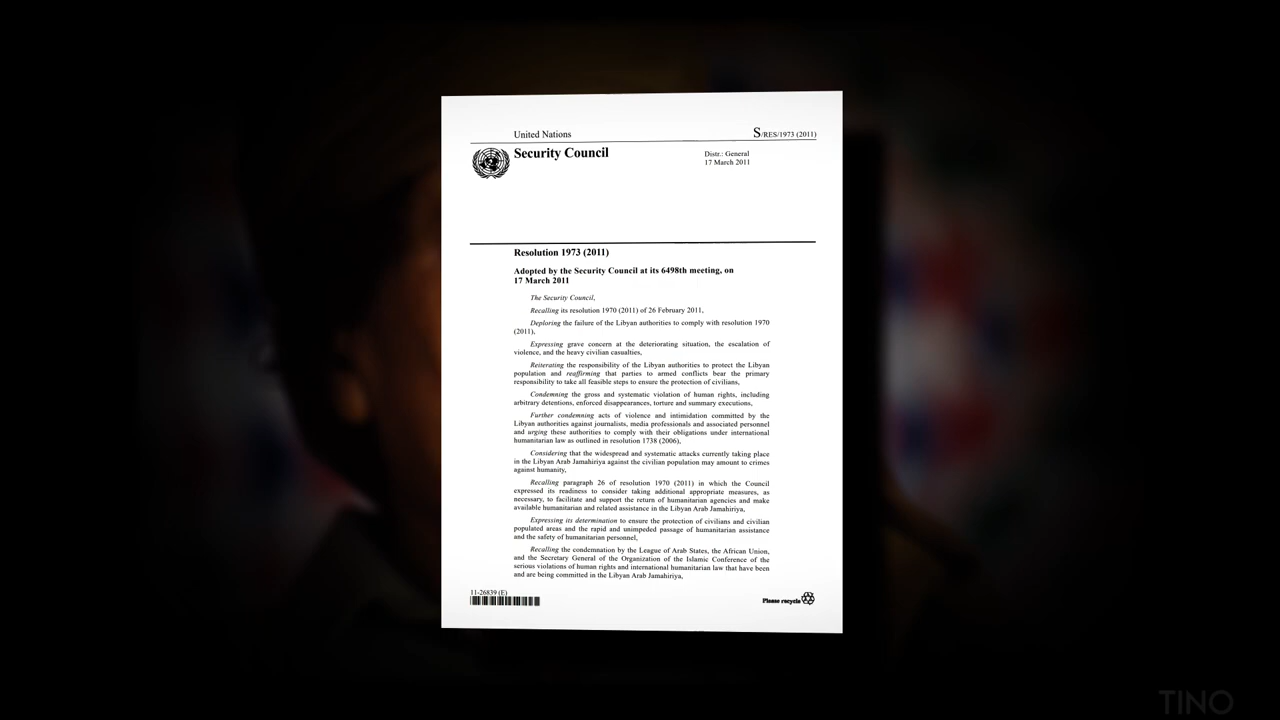 United Nations
S/RES/1973 (2011)
Security Council
Distr.: General
17 March 2011
Resolution 1973 (2011)
Adopted by the Security Council at its 6498th meeting, on
17 March 2011
The Security Council,
Recalling its resolution 1970 (2011) of 26 February 2011,
Deploring the failure of the Libyan authorities to comply with resolution 1970
(2011),
Expressing grave concern at the deteriorating situation, the escalation of
violence, and the heavy civilian casualties,
Reiterating the responsibility of the Libyan authorities to protect the Libyan
population and reaffirming that parties to armed conflicts bear the primary
responsibility to take all feasible steps to ensure the protection of civilians,
Condemning the gross and systematic violation of human rights, including
arbitrary detentions, enforced disappearances, torture and summary executions,
Further condemning acts of violence and intimidation committed by the
Libyan authorities against journalists, media professionals and associated personnel
and urging these authorities to comply with their obligations under international
humanitarian law as outlined in resolution 1738 (2006),
Considering that the widespread and systematic attacks currently taking place
in the Libyan Arab Jamahiriya against the civilian population may amount to crimes
against humanity,
Recalling paragraph 26 of resolution 1970 (2011) in which the Council
expressed its readiness to consider taking additional appropriate measures, as
necessary, to facilitate and support the return of humanitarian agencies and make
available humanitarian and related assistance in the Libyan Arab Jamahiriya,
Expressing its determination to ensure the protection of civilians and civilian
populated areas and the rapid and unimpeded passage of humanitarian assistance
and the safety of humanitarian personnel,
Recalling the condemnation by the League of Arab States, the African Union,
and the Secretary General of the Organization of the Islamic Conference of the
serious violations of human rights and international humanitarian law that have been
and are being committed in the Libyan Arab Jamahiriya,
11-26839 (E)
Please recycle
TINO